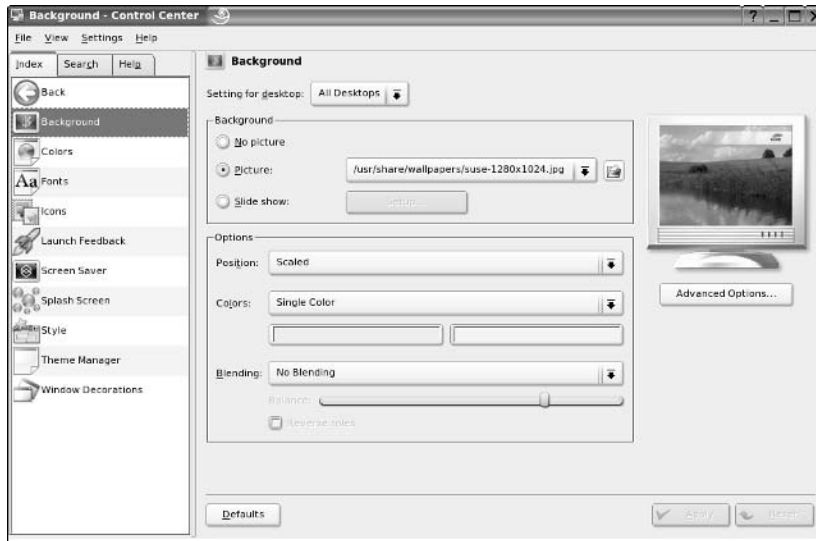 Background - Control Center
File View Settings Help
Index Search Help
Back
Background
Colors
Fonts
Icons
Launch Feedback
Screen Saver
Splash Screen
Style
Theme Manager
Window Decorations
Background
Setting for desktop: All Desktops
Background
No picture
Picture: /usr/share/wallpapers/suse-1280x1024.jpg
Slide show: Setup...
Options
Position: Scaled
Colors: Single Color
Blending: No Blending
Balance:
Reverse roles
Advanced Options...
Defaults
Apply
Reset